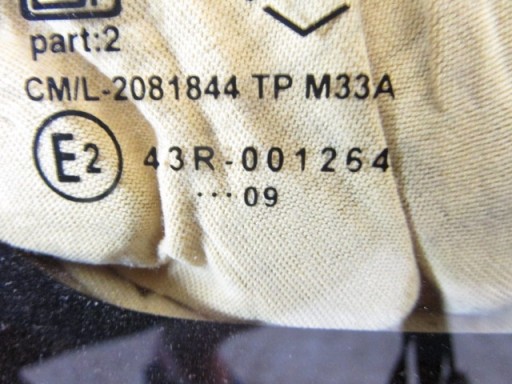 part:2
CM/L-2081844 TP M33A
E2 43R-001264
···09